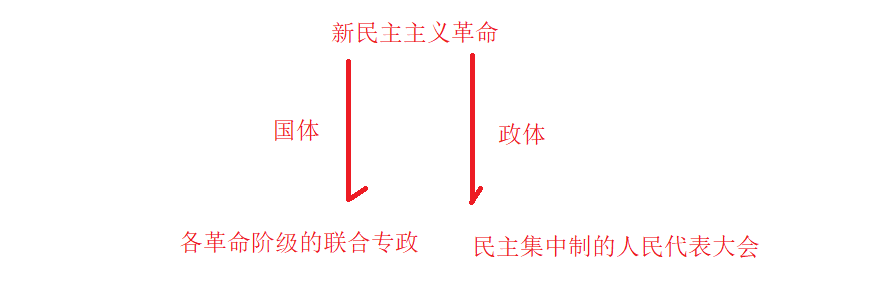 新民主主义革命
国体
政体
各革命阶级的联合专政
民主集中制的人民代表大会